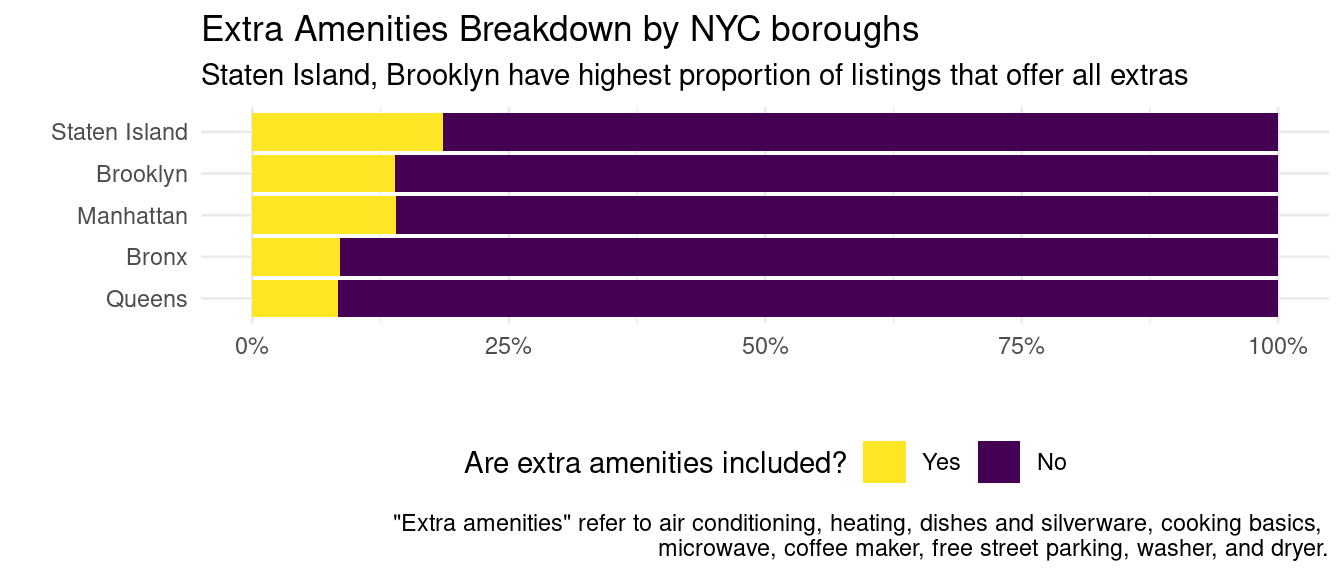 Extra Amenities Breakdown by NYC boroughs
Staten Island, Brooklyn have highest proportion of listings that offer all extras
Staten Island
Brooklyn
Manhattan
Bronx
Queens
0% 25% 50% 75% 100%
Are extra amenities included? Yes No
"Extra amenities" refer to air conditioning, heating, dishes and silverware, cooking basics,
microwave, coffee maker, free street parking, washer, and dryer.